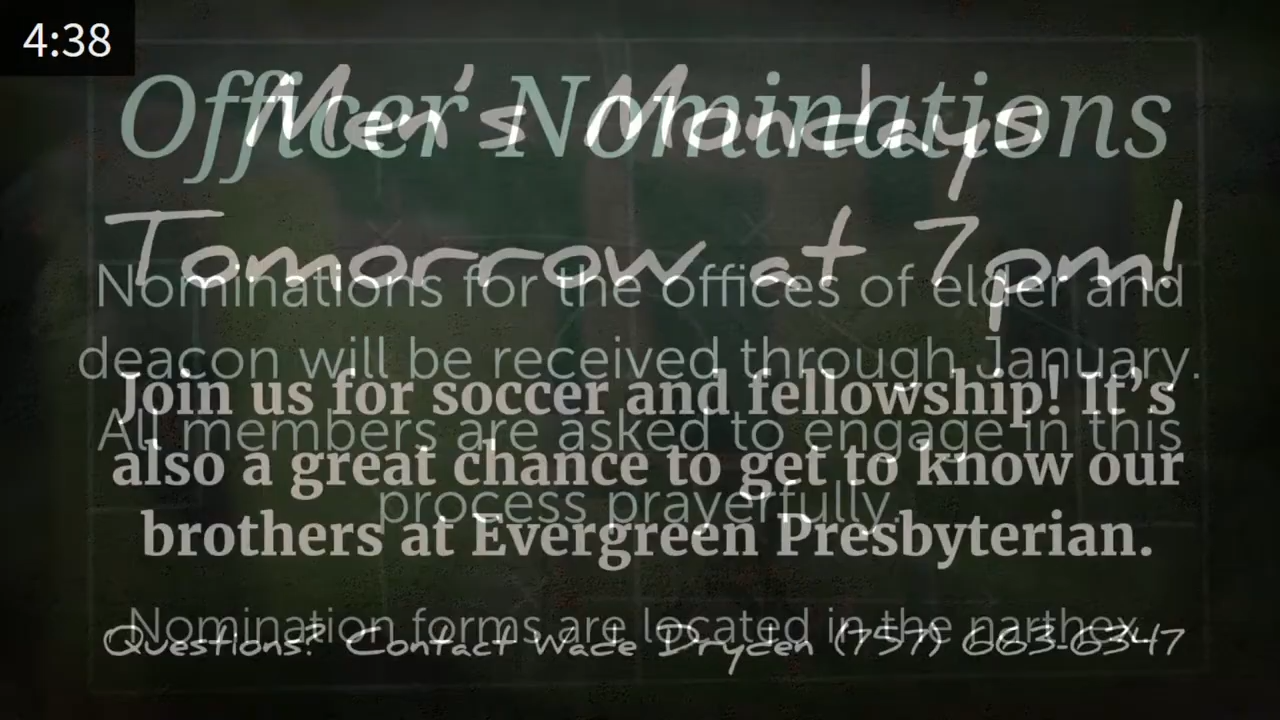 4:38
Officer Nominations
Men's Mondays
Tomorrow at 7pm!
Nominations for the offices of elder and
deacon will be received through January.
All members are asked to engage in this
process prayerfully.
Join us for soccer and fellowship! It's
also a great chance to get to know our
brothers at Evergreen Presbyterian.
Nomination forms are located in the narthex.
Questions? Contact Wade Dryden (757) 663-6347